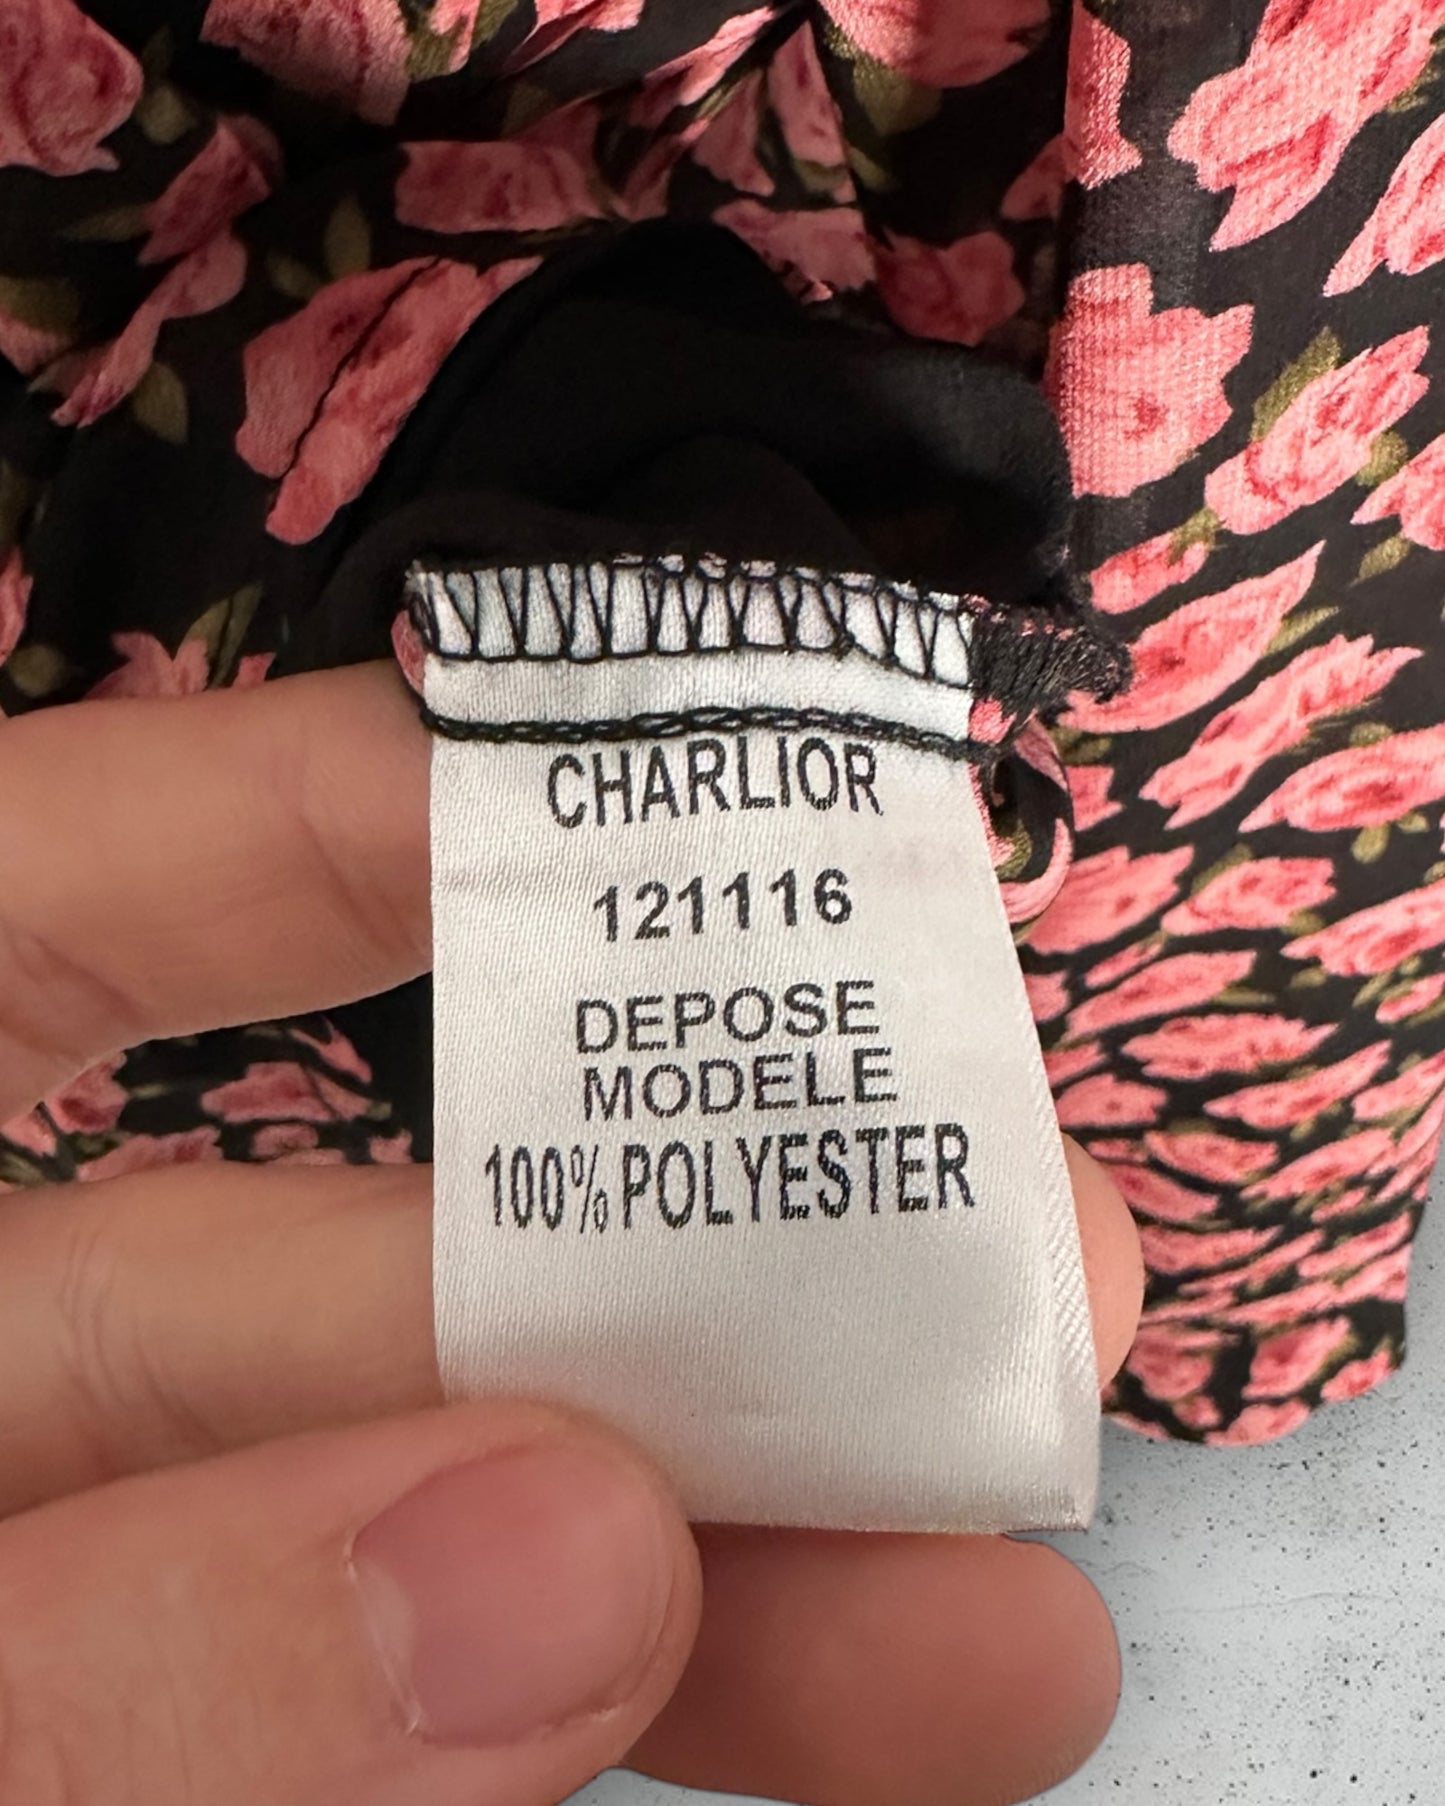 CHARLIOR
121116
DEPOSE
MODELE
100% POLYESTER